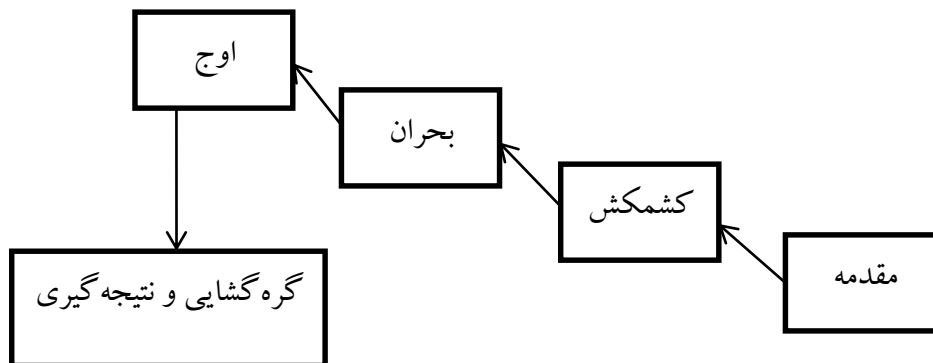 اوج
بحران
کشمکش
مقدمه
گره گشایی و نتیجه گیری